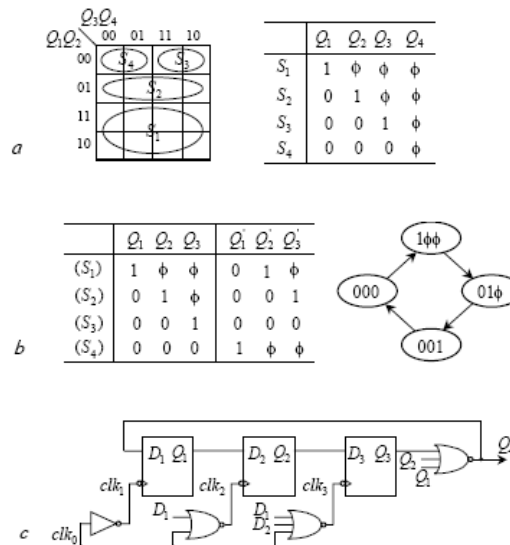 Q3Q4
Q1Q2 00 01 11 10
00 S4 S3
01 S2
11
10 S1
a
Q1 Q2 Q3 Q4
S1 1 ϕ ϕ ϕ
S2 0 1 ϕ ϕ
S3 0 0 1 ϕ
S4 0 0 0 ϕ
b
Q1 Q2 Q3 Q1' Q2' Q3'
(S1) 1 ϕ ϕ 0 1 ϕ
(S2) 0 1 ϕ 0 0 1
(S3) 0 0 1 0 0 0
(S4) 0 0 0 1 ϕ ϕ
1ϕϕ
000 01ϕ
001
c
D1 Q1 D2 Q2 D3 Q3 Q2 Q1
clk1 clk2 clk3
clk0 D1 D1 D2